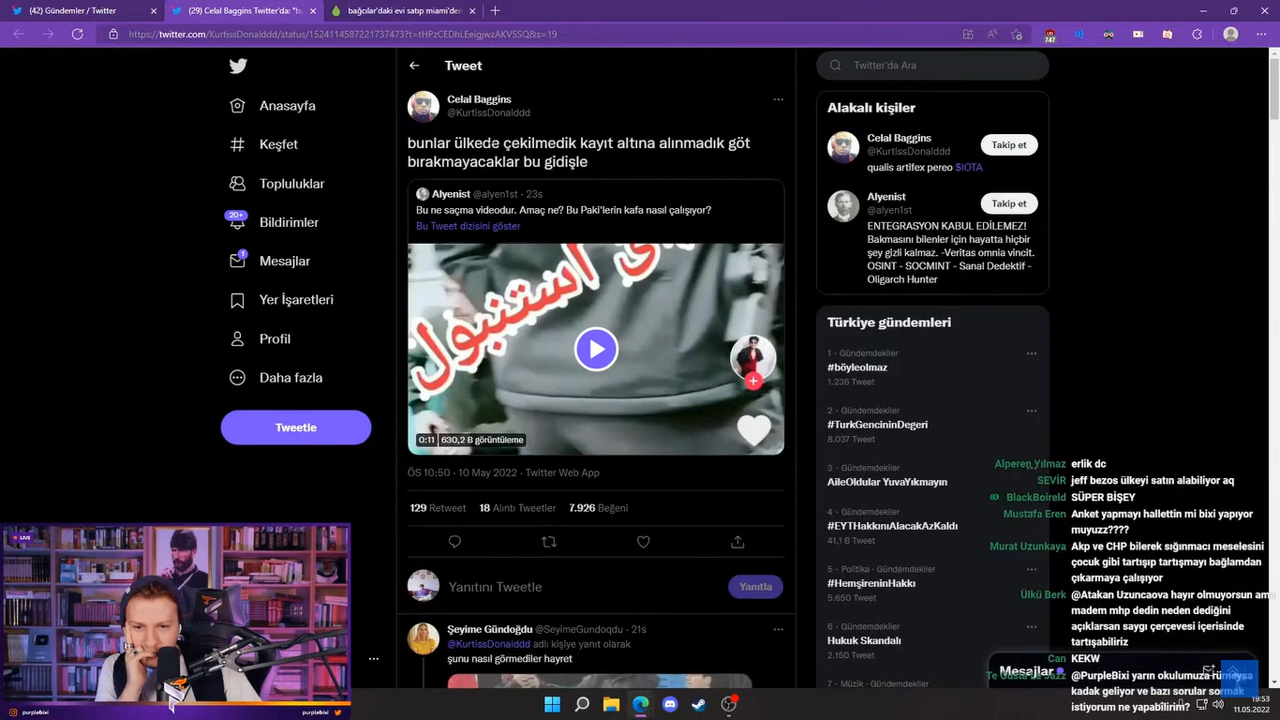 (42) Gündemler / Twitter
(29) Celal Baggins Twitter'da: "bu
bağcılar'daki evi satıp miami'den
https://twitter.com/KurtissDonalddd/status/1524114587221737473?t=tHPzCEDhLEeigjwzAKVSSQ&s=19
747
Anasayfa
Keşfet
Topluluklar
20+
Bildirimler
1
Mesajlar
Yer İşaretleri
Profil
Daha fazla
Tweetle
Tweet
Celal Baggins
@KurtissDonalddd
bunlar ülkede çekilmedik kayıt altına alınmadık göt
bırakmayacaklar bu gidişle
Alyenist @alyen1st · 23s
Bu ne saçma videodur. Amaç ne? Bu Paki'lerin kafa nasıl çalışıyor?
Bu Tweet dizisini göster
ی استنبول
0:11 630,2 B görüntüleme
ÖS 10:50 · 10 May 2022 · Twitter Web App
129 Retweet 18 Alıntı Tweetler 7.926 Beğeni
Yanıtını Tweetle
Yanıtla
Şeyime Gündoğdu @SeyimeGundoqdu · 21s
@KurtissDonalddd adlı kişiye yanıt olarak
şunu nasıl görmediler hayret
Twitter'da Ara
Alakalı kişiler
Celal Baggins
@KurtissDonalddd
Takip et
qualis artifex pereo $IOTA
Alyenist
@alyen1st
Takip et
ENTEGRASYON KABUL EDİLEMEZ!
Bakmasını bilenler için hayatta hiçbir
şey gizli kalmaz. -Veritas omnia vincit.
OSINT - SOCMINT - Sanal Dedektif -
Oligarch Hunter
Türkiye gündemleri
1 · Gündemdekiler
#böyleolmaz
1.236 Tweet
2 · Gündemdekiler
#TurkGencininDegeri
8.037 Tweet
3 · Gündemdekiler
AileOldular YuvaYıkmayın
4 · Gündemdekiler
#EYTHakkınıAlacakAzKaldı
41,1 B Tweet
5 · Politika · Gündemdekiler
#HemşireninHakkı
5.650 Tweet
6 · Gündemdekiler
Hukuk Skandalı
2.150 Tweet
7 · Müzik · Gündemdekiler
Mesajlar
Alperen Yılmaz erlik dc
SEVİR jeff bezos ülkeyi satın alabiliyor aq
BlackBoireld SÜPER BİŞEY
Mustafa Eren Anket yapmayı hallettin mi bixi yapıyor
muyuzz????
Murat Uzunkaya Akp ve CHP bilerek sığınmacı meselesini
çocuk gibi tartışıp tartışmayı bağlamdan
çıkarmaya çalışıyor
Ülkü Berk @Atakan Uzuncaova hayır olmuyorsun am
madem mhp dedin neden dediğini
açıklarsan saygı çerçevesi içerisinde
tartışabiliriz
Can KEKW
@PurpleBixi yarın okulumuza rümeysa
kadak geliyor ve bazı sorular sormak
istiyorum ne yapabilirim?
LIVE
purplebixi
purplebixi
19:53
11.05.2022